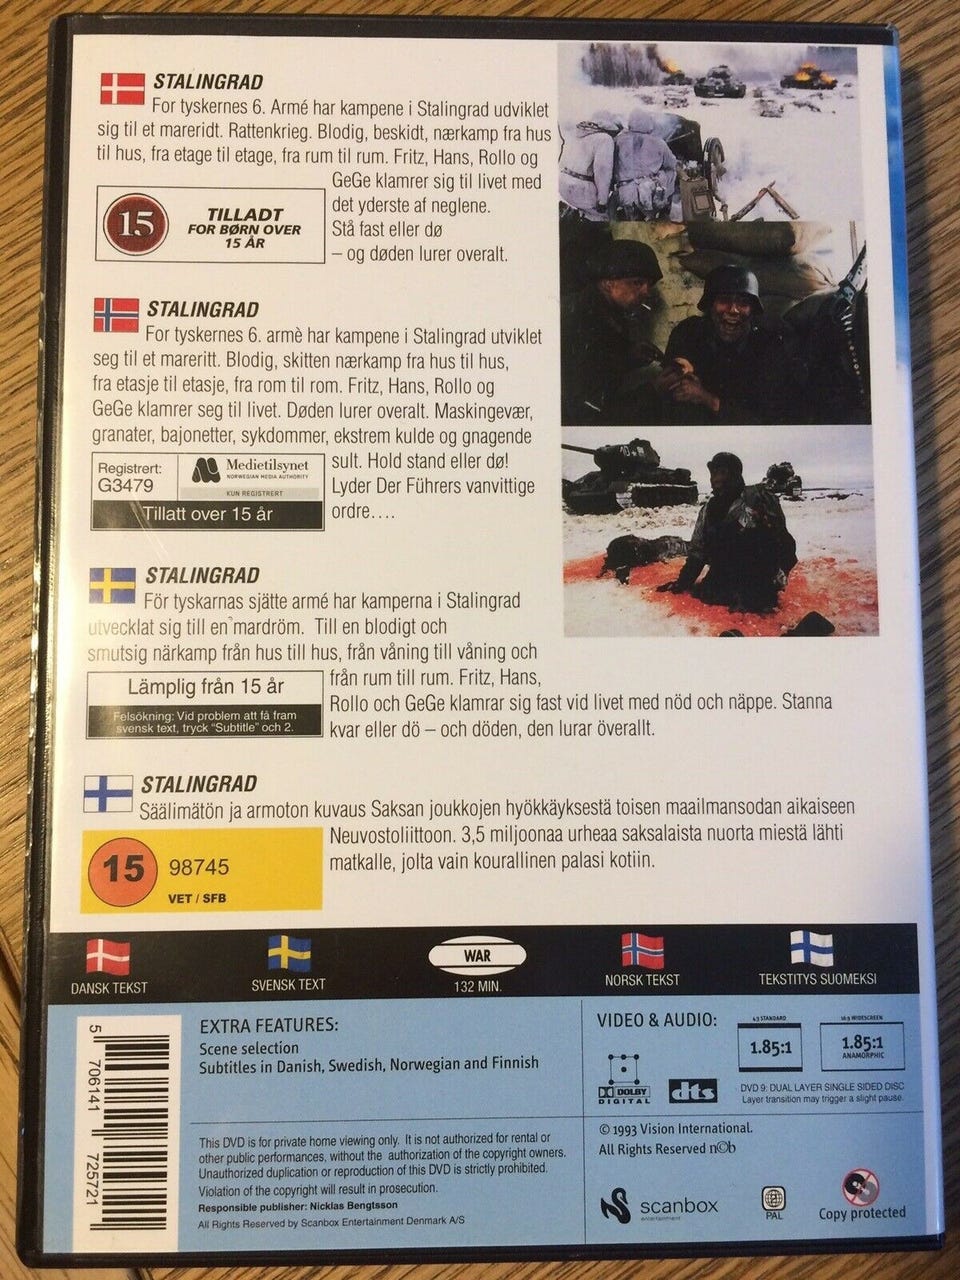 STALINGRAD
For tyskernes 6. Armé har kampene i Stalingrad udviklet
sig til et mareridt. Rattenkrieg. Blodig, beskidt, nærkamp fra hus
til hus, fra etage til etage, fra rum til rum. Fritz, Hans, Rollo og
GeGe klamrer sig til livet med
det yderste af neglene.
Stå fast eller dø
– og døden lurer overalt.
15
TILLADT
FOR BØRN OVER
15 ÅR
STALINGRAD
For tyskernes 6. armè har kampene i Stalingrad utviklet
seg til et mareritt. Blodig, skitten nærkamp fra hus til hus,
fra etasje til etasje, fra rom til rom. Fritz, Hans, Rollo og
GeGe klamrer seg til livet. Døden lurer overalt. Maskingevær,
granater, bajonetter, sykdommer, ekstrem kulde og gnagende
sult. Hold stand eller dø!
Lyder Der Führers vanvittige
ordre….
Registrert:
G3479
Medietilsynet
NORWEGIAN MEDIA AUTHORITY
KUN REGISTRERT
Tillatt over 15 år
STALINGRAD
För tyskarnas sjätte armé har kamperna i Stalingrad
utvecklat sig till en mardröm. Till en blodigt och
smutsig närkamp från hus till hus, från våning till våning och
från rum till rum. Fritz, Hans,
Rollo och GeGe klamrar sig fast vid livet med nöd och näppe. Stanna
kvar eller dö – och döden, den lurar överallt.
Lämplig från 15 år
Felsökning: Vid problem att få fram
svensk text, tryck "Subtitle" och 2.
STALINGRAD
Säälimätön ja armoton kuvaus Saksan joukkojen hyökkäyksestä toisen maailmansodan aikaiseen
Neuvostoliittoon. 3,5 miljoonaa urheaa saksalaista nuorta miestä lähti
matkalle, jolta vain kourallinen palasi kotiin.
15
98745
VET / SFB
DANSK TEKST
SVENSK TEXT
WAR
132 MIN.
NORSK TEKST
TEKSTITYS SUOMEKSI
5 706141 725721
EXTRA FEATURES:
Scene selection
Subtitles in Danish, Swedish, Norwegian and Finnish
This DVD is for private home viewing only. It is not authorized for rental or
other public performances, without the authorization of the copyright owners.
Unauthorized duplication or reproduction of this DVD is strictly prohibited.
Violation of the copyright will result in prosecution.
Responsible publisher: Nicklas Bengtsson
All Rights Reserved by Scanbox Entertainment Denmark A/S
VIDEO & AUDIO:
4:3 STANDARD
1.85:1
16:9 WIDESCREEN
1.85:1
ANAMORPHIC
DOLBY
DIGITAL
dts
DVD 9: DUAL LAYER SINGLE SIDED DISC
Layer transition may trigger a slight pause.
© 1993 Vision International.
All Rights Reserved n©b
scanbox
entertainment
2
PAL
Copy protected